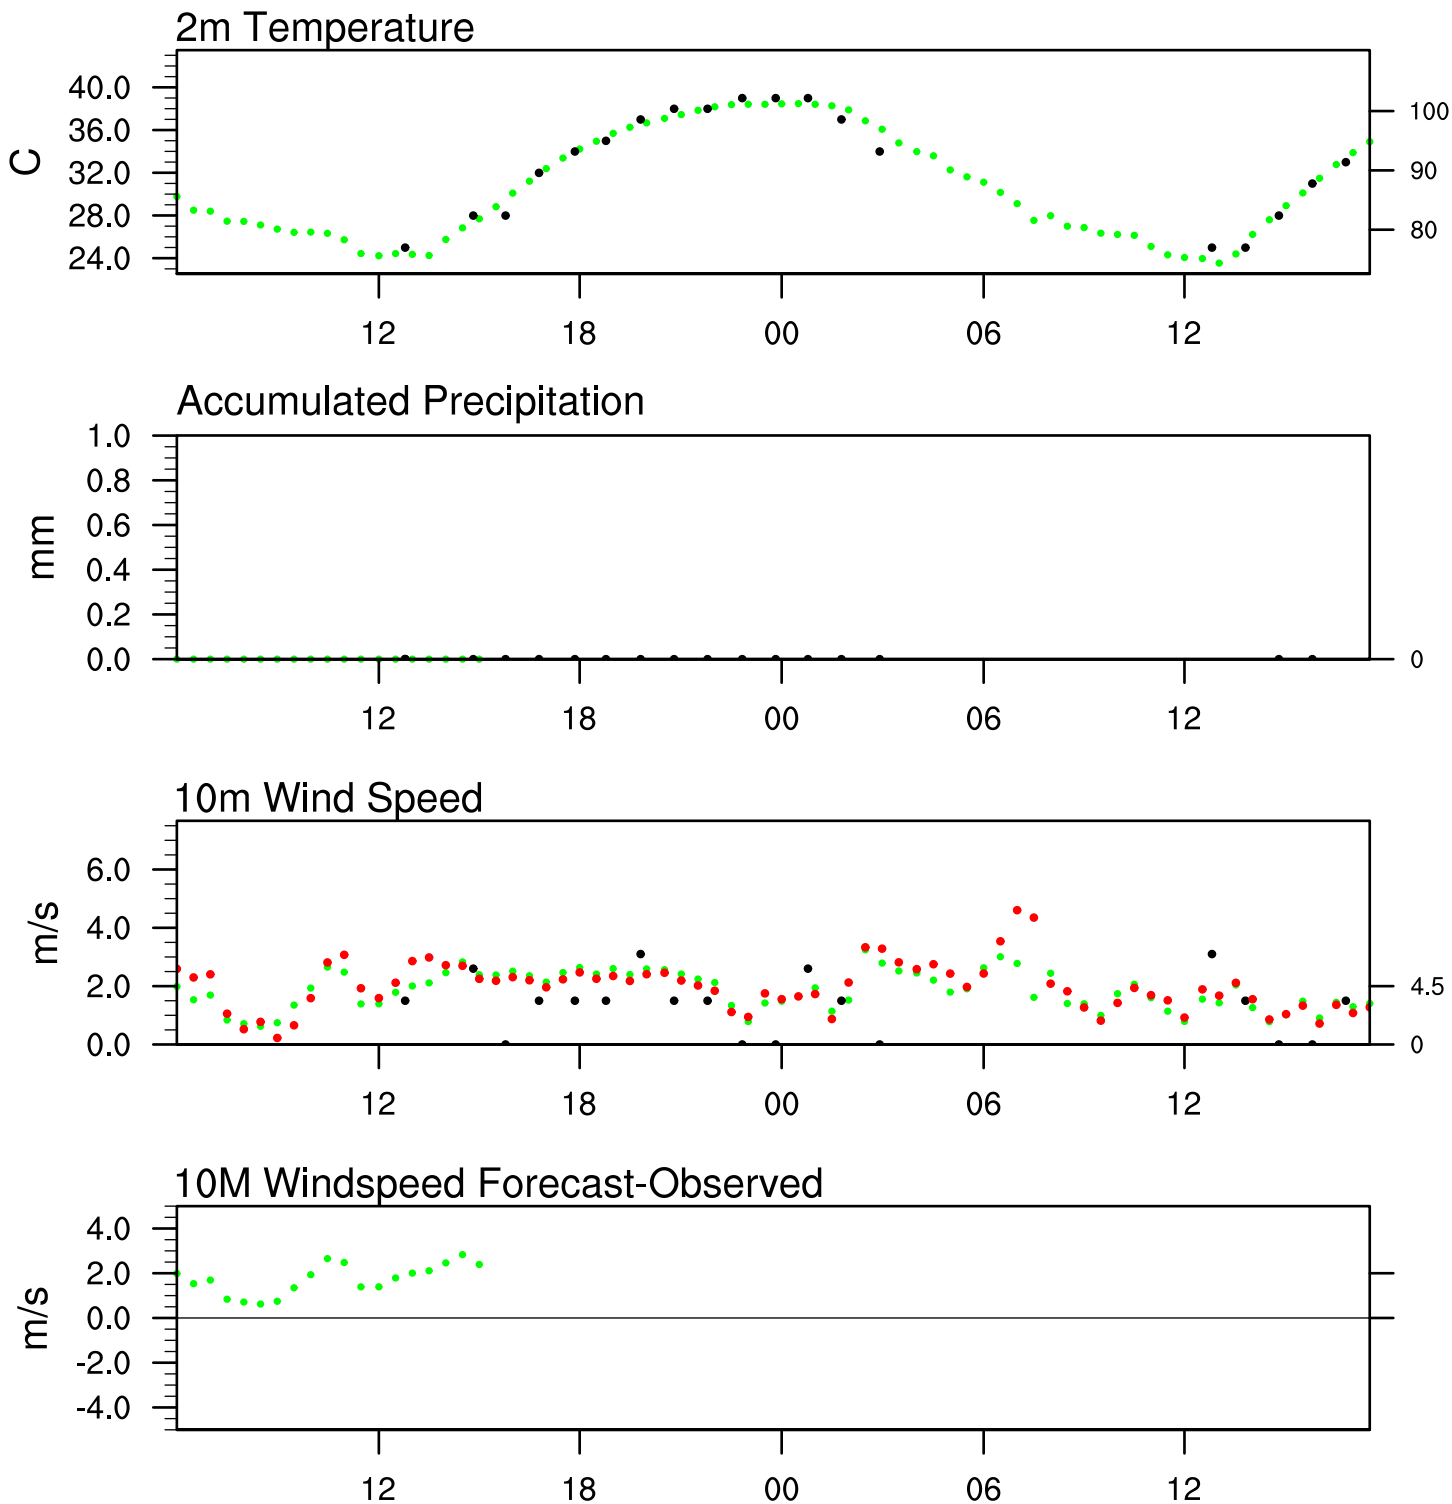 2m Temperature
40.0
36.0
32.0
28.0
24.0
C
100
90
80
12 18 00 06 12
Accumulated Precipitation
1.0
0.8
0.6
0.4
0.2
0.0
mm
0
12 18 00 06 12
10m Wind Speed
6.0
4.0
2.0
0.0
m/s
4.5
0
12 18 00 06 12
10M Windspeed Forecast-Observed
4.0
2.0
0.0
-2.0
-4.0
m/s
12 18 00 06 12